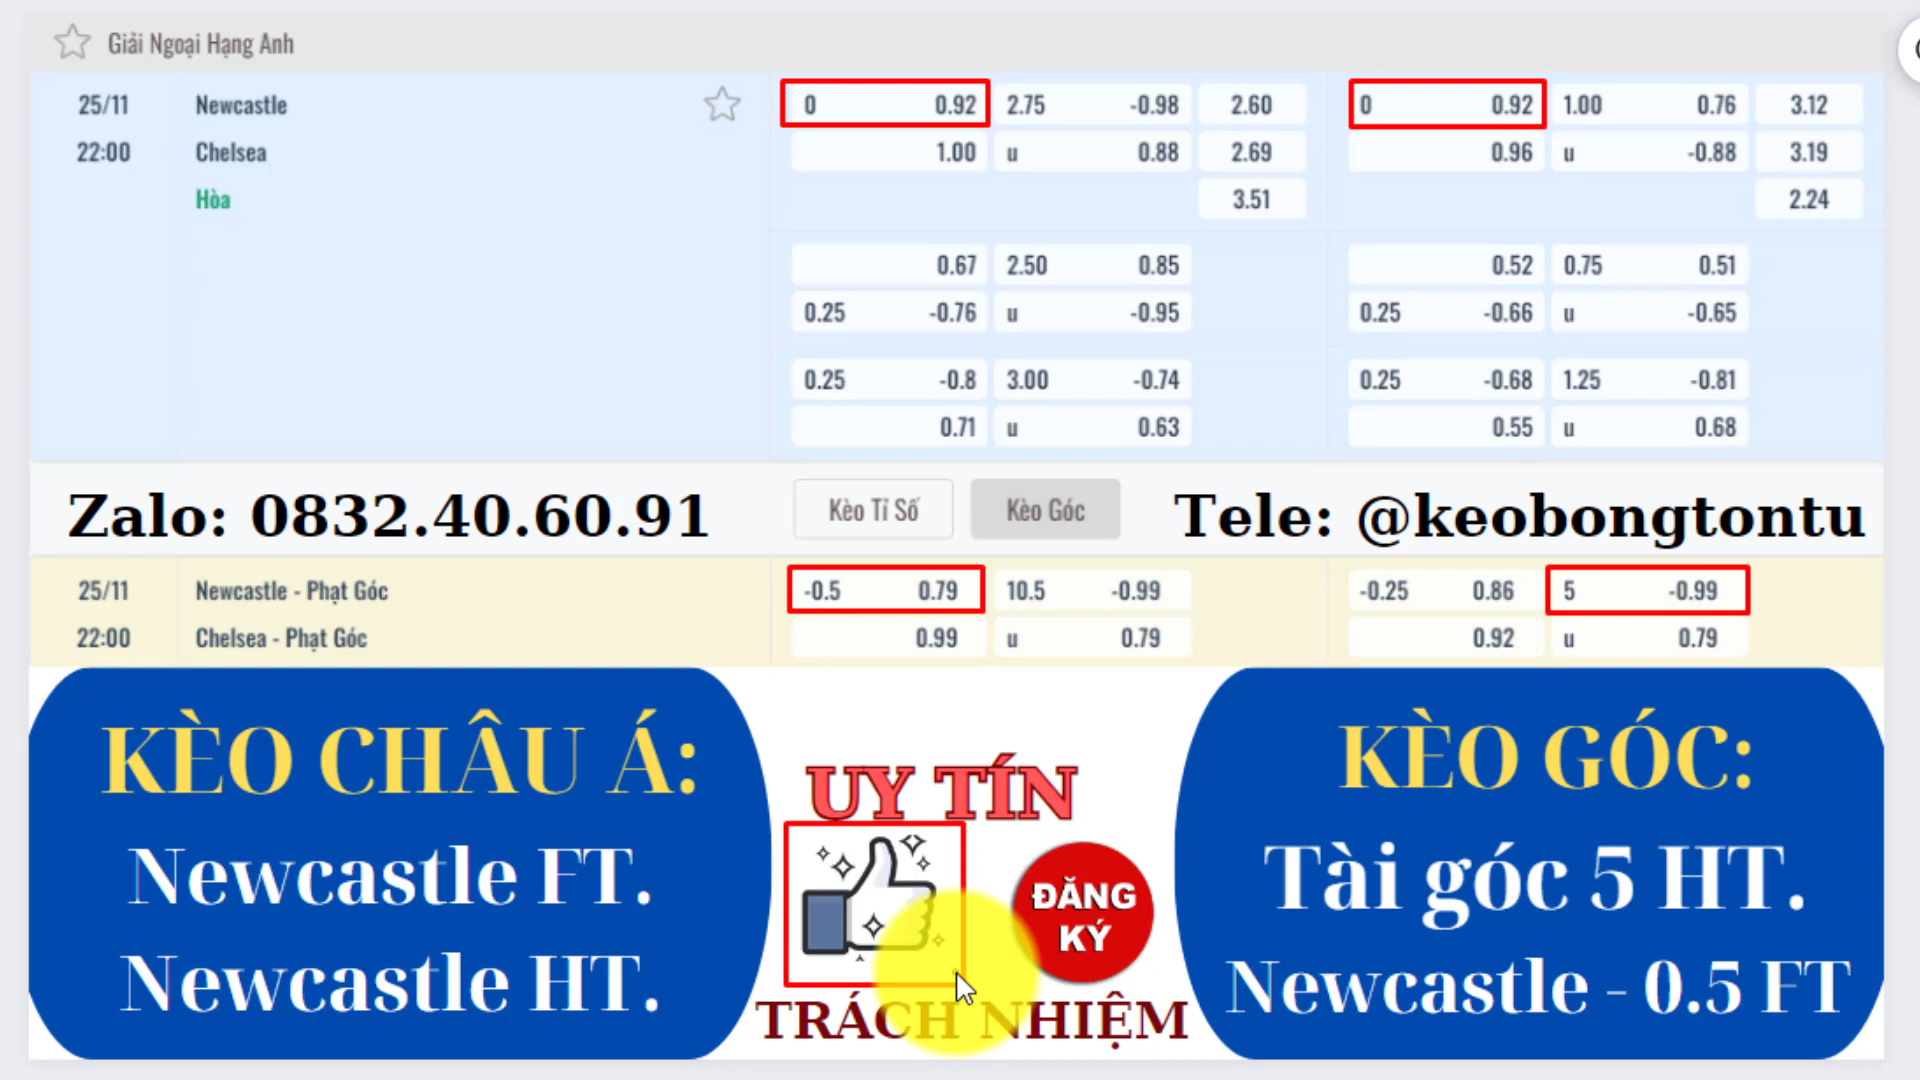 Giải Ngoại Hạng Anh
25/11 Newcastle 0 0.92 2.75 -0.98 2.60 0 0.92 1.00 0.76 3.12
22:00 Chelsea 1.00 u 0.88 2.69 0.96 u -0.88 3.19
Hòa 3.51 2.24
0.67 2.50 0.85 0.52 0.75 0.51
0.25 -0.76 u -0.95 0.25 -0.66 u -0.65
0.25 -0.8 3.00 -0.74 0.25 -0.68 1.25 -0.81
0.71 u 0.63 0.55 u 0.68
Zalo: 0832.40.60.91 Kèo Tỉ Số Kèo Góc Tele: @keobongtontu
25/11 Newcastle - Phạt Góc -0.5 0.79 10.5 -0.99 -0.25 0.86 5 -0.99
22:00 Chelsea - Phạt Góc 0.99 u 0.79 0.92 u 0.79
KÈO CHÂU Á:
Newcastle FT.
Newcastle HT.
UY TÍN
ĐĂNG
KÝ
TRÁCH NHIỆM
KÈO GÓC:
Tài góc 5 HT.
Newcastle - 0.5 FT